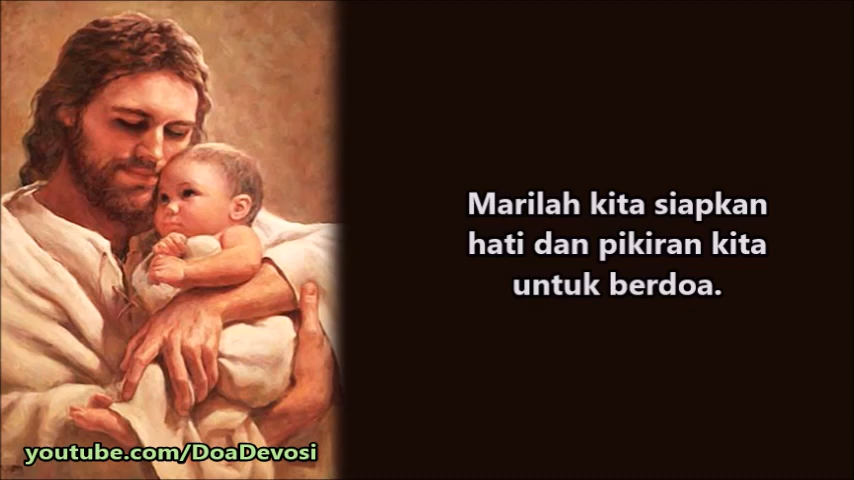 Marilah kita siapkan
hati dan pikiran kita
untuk berdoa.
youtube.com/DoaDevosi